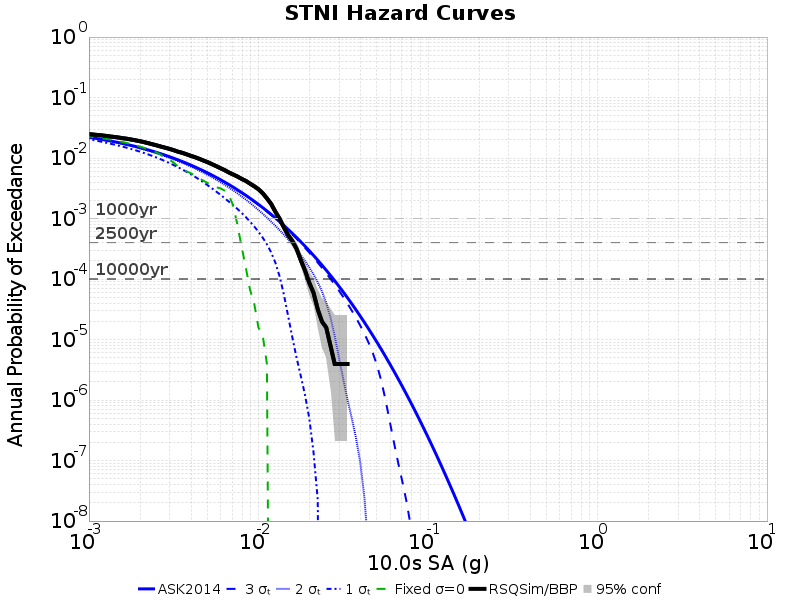 STNI Hazard Curves
Annual Probability of Exceedance
10⁰
10⁻¹
10⁻²
10⁻³
10⁻⁴
10⁻⁵
10⁻⁶
10⁻⁷
10⁻⁸
1000yr
2500yr
10000yr
10⁻³ 10⁻² 10⁻¹ 10⁰ 10¹
10.0s SA (g)
ASK2014 3 σₜ 2 σₜ 1 σₜ Fixed σ=0 RSQSim/BBP 95% conf